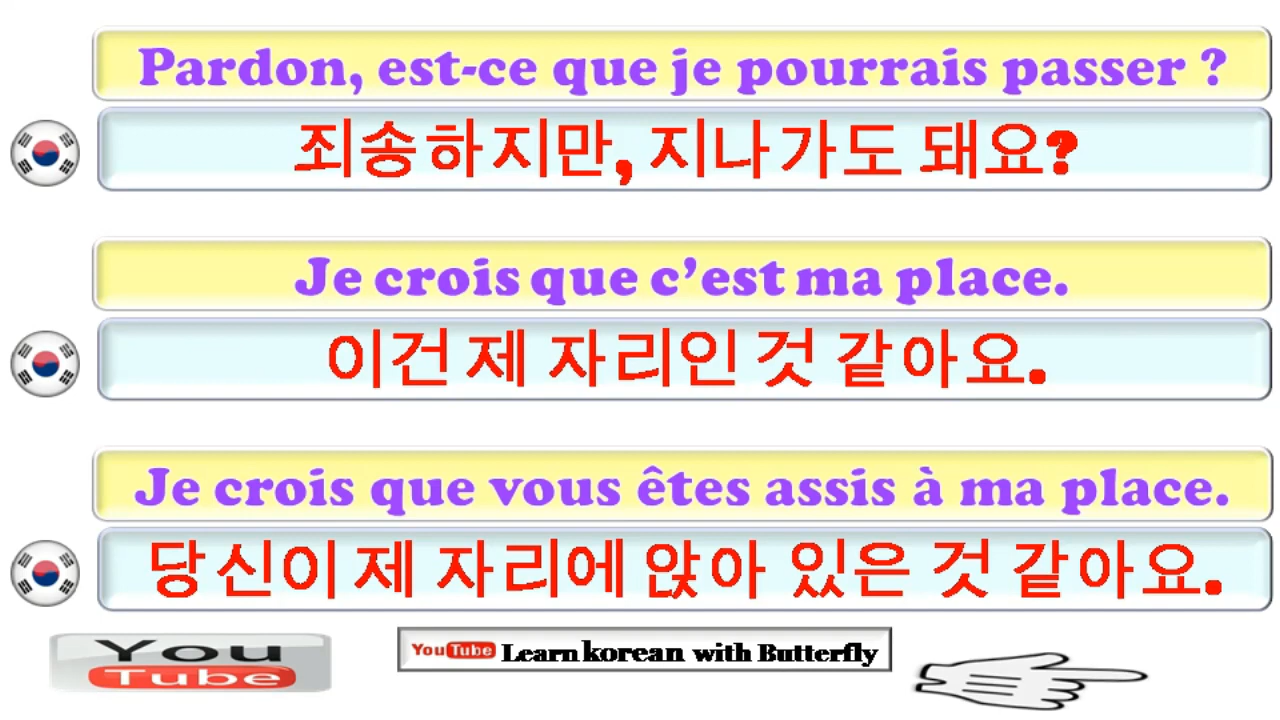 Pardon, est-ce que je pourrais passer ?
죄송하지만, 지나가도 돼요?
Je crois que c’est ma place.
이건 제 자리인 것 같아요.
Je crois que vous êtes assis à ma place.
당신이 제 자리에 앉아 있은 것 같아요.
You
Tube
YouTube Learn korean with Butterfly